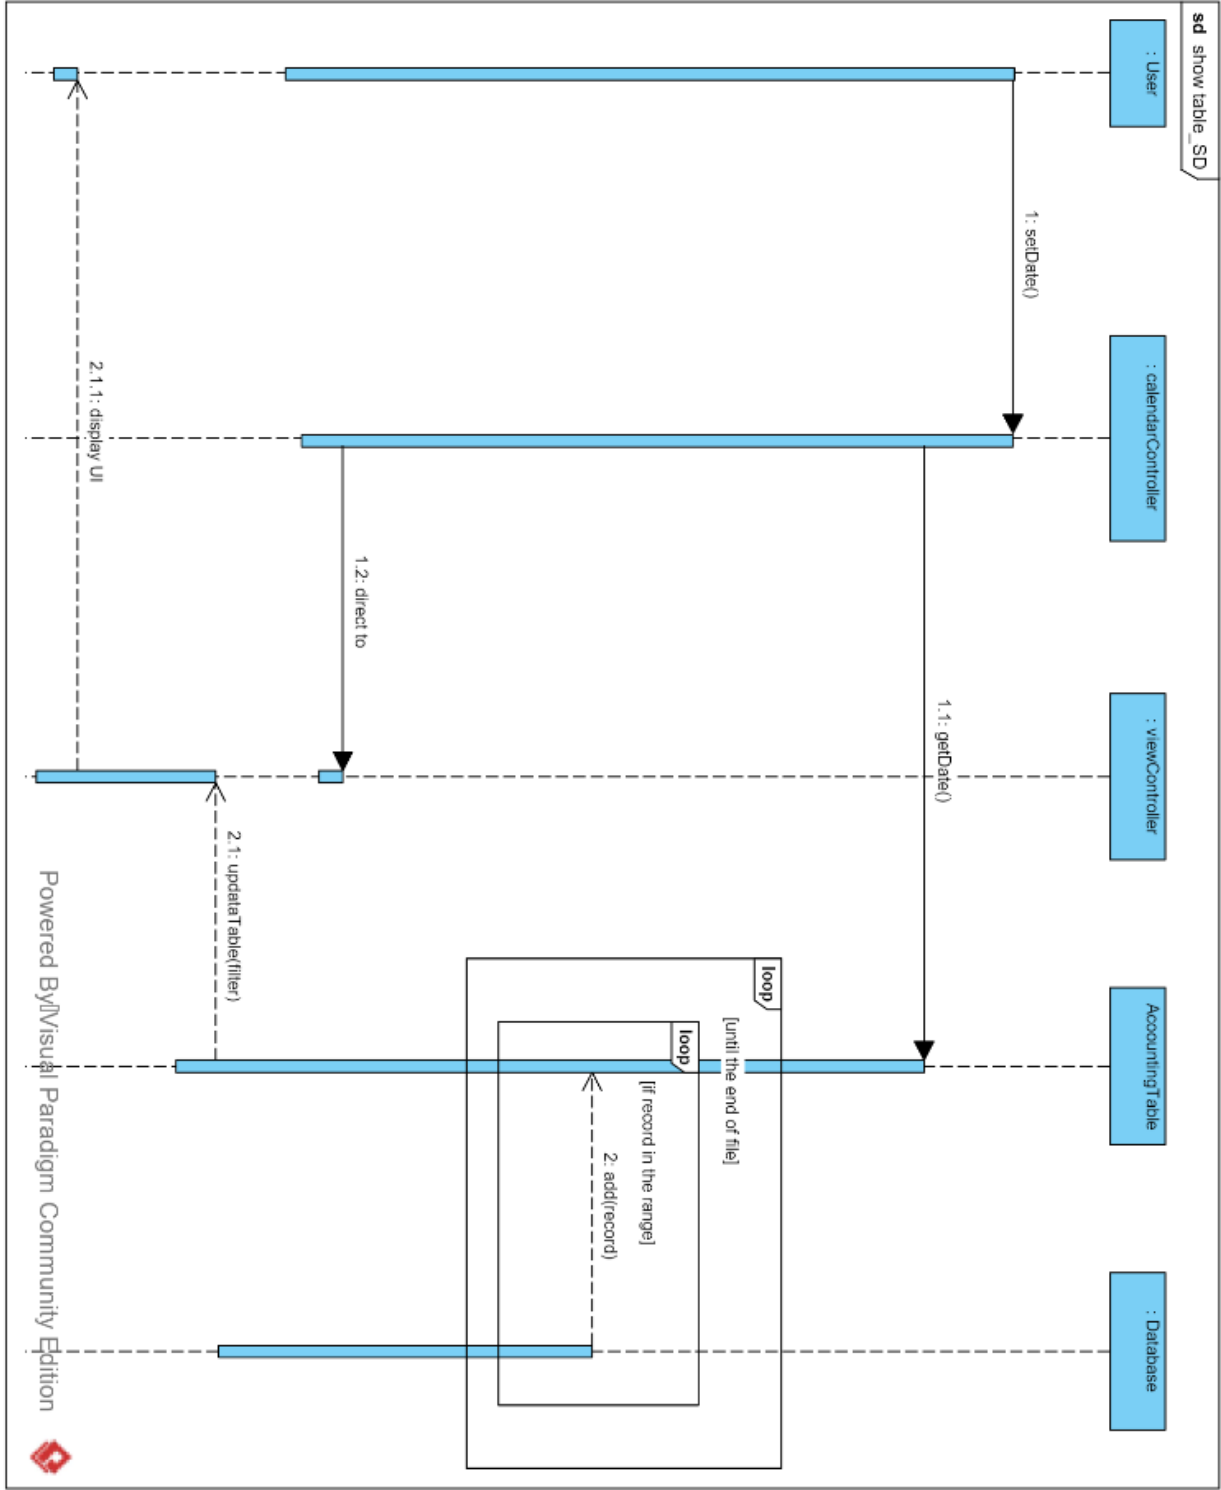 sd show table_SD
: User
: calendarController
: viewController
AcoountingTable
: Database
1: setDate()
1.1: getDate()
loop
[until the end of file]
loop
[if record in the range]
2: add(record)
1.2: direct to
2.1: updataTable(filter)
2.1.1: display UI
Powered By▯Visual Paradigm Community Edition